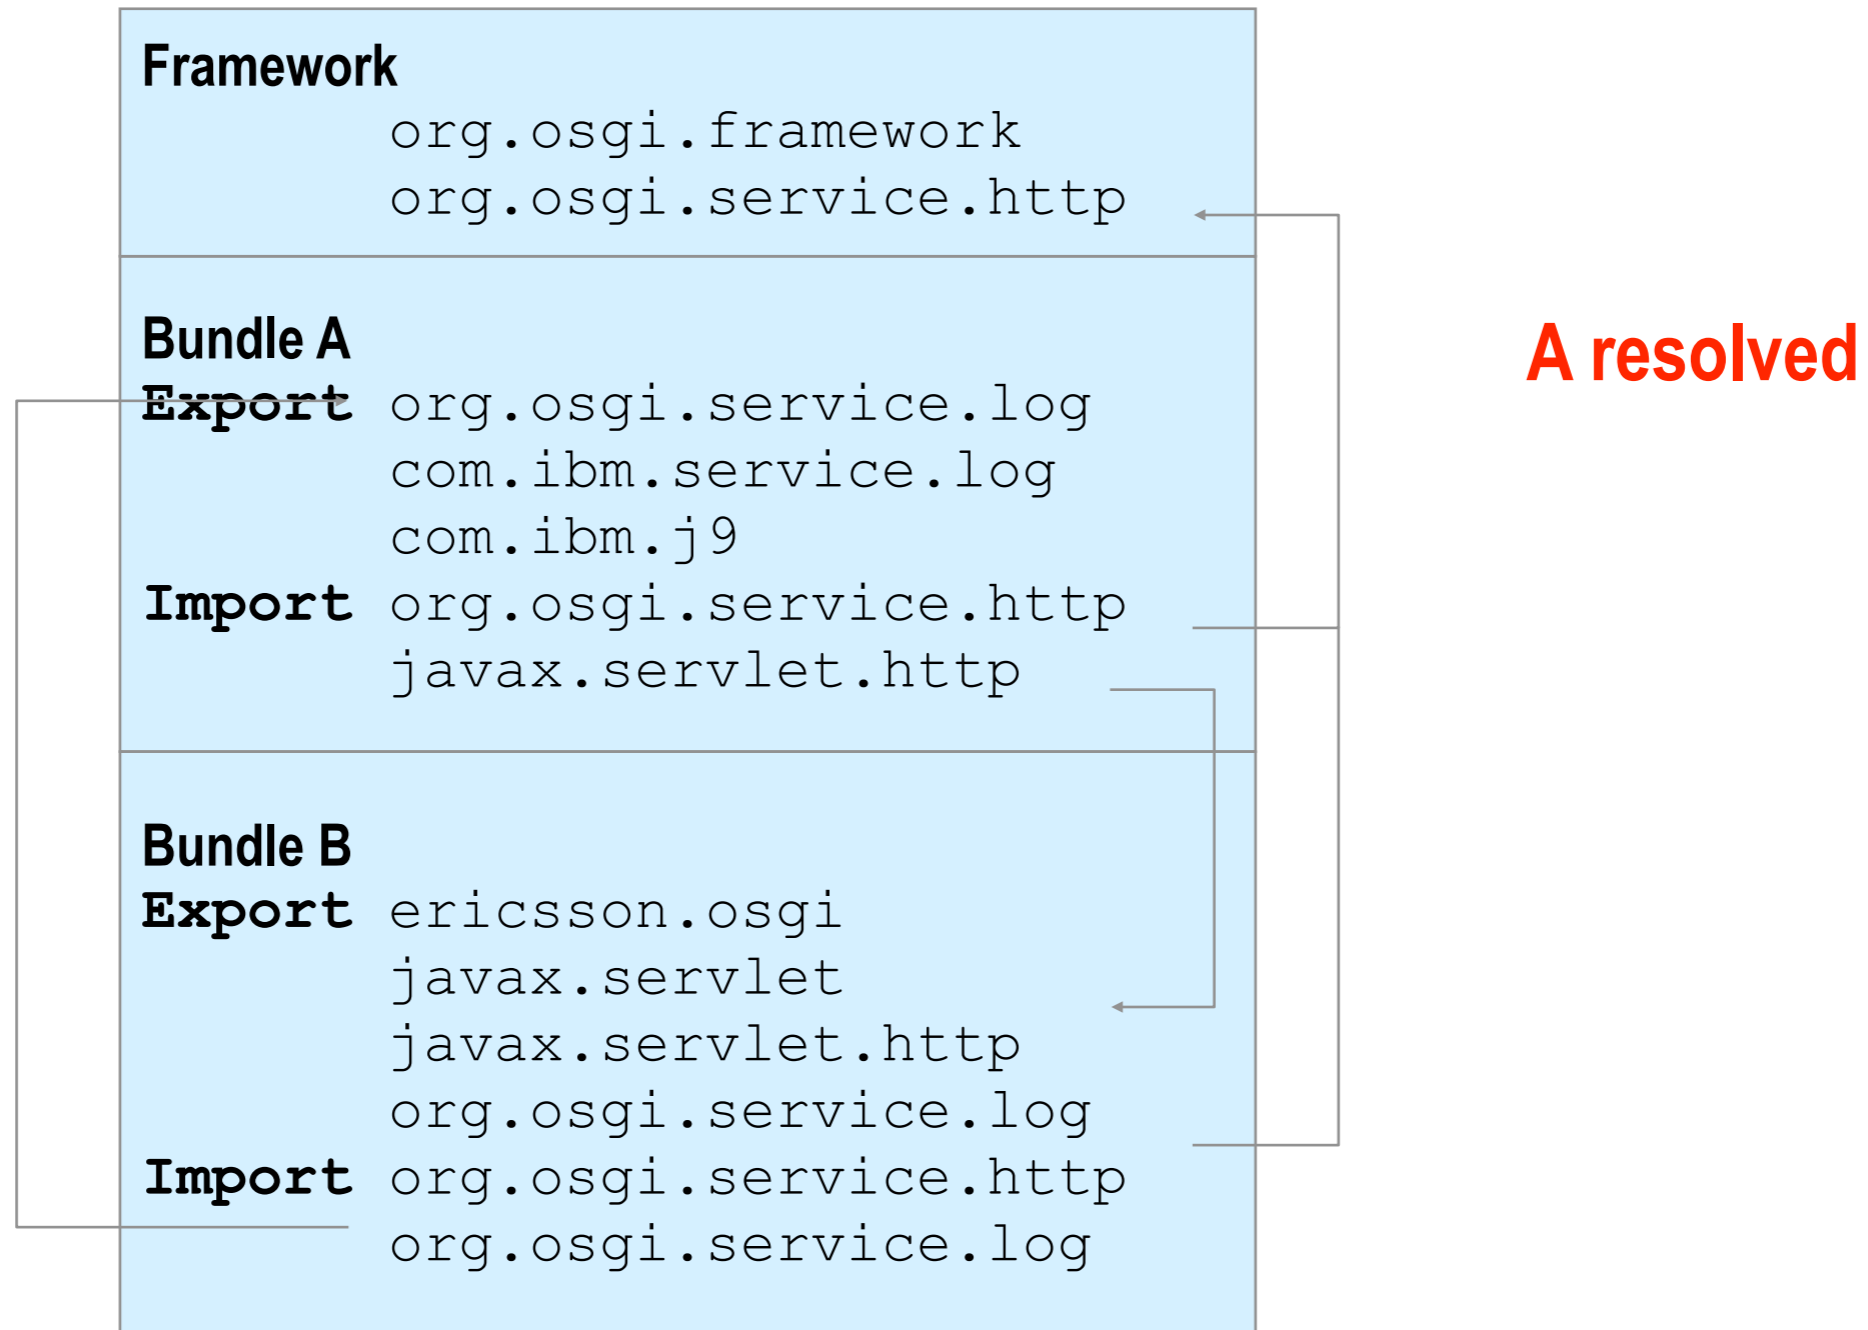 Framework
org.osgi.framework
org.osgi.service.http
Bundle A
A resolved
Export org.osgi.service.log
com.ibm.service.log
com.ibm.j9
Import org.osgi.service.http
javax.servlet.http
Bundle B
Export ericsson.osgi
javax.servlet
javax.servlet.http
org.osgi.service.log
Import org.osgi.service.http
org.osgi.service.log